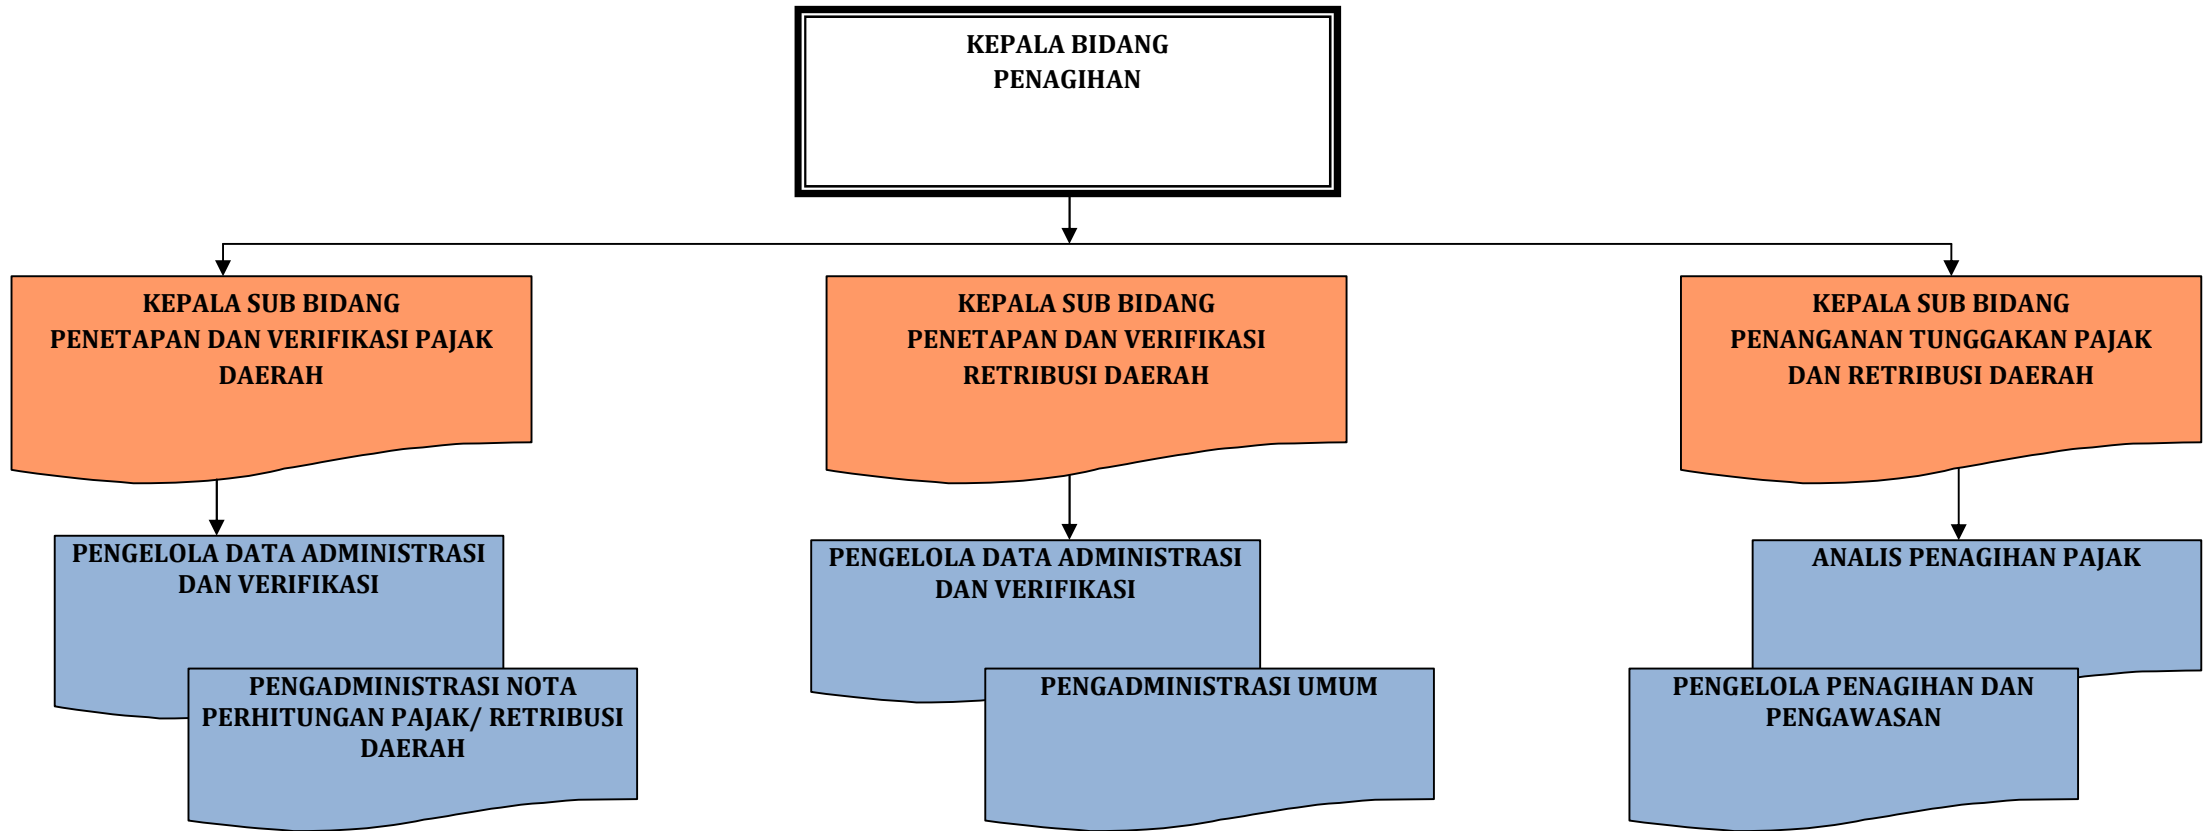 KEPALA BIDANG
PENAGIHAN
KEPALA SUB BIDANG
PENETAPAN DAN VERIFIKASI PAJAK
DAERAH
KEPALA SUB BIDANG
PENETAPAN DAN VERIFIKASI
RETRIBUSI DAERAH
KEPALA SUB BIDANG
PENANGANAN TUNGGAKAN PAJAK
DAN RETRIBUSI DAERAH
PENGELOLA DATA ADMINISTRASI
DAN VERIFIKASI
PENGADMINISTRASI NOTA
PERHITUNGAN PAJAK/ RETRIBUSI
DAERAH
PENGELOLA DATA ADMINISTRASI
DAN VERIFIKASI
PENGADMINISTRASI UMUM
ANALIS PENAGIHAN PAJAK
PENGELOLA PENAGIHAN DAN
PENGAWASAN